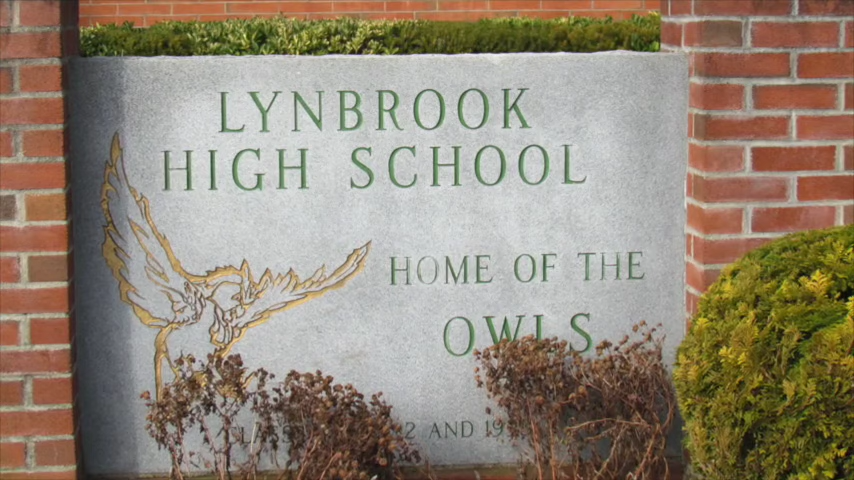 LYNBROOK
HIGH SCHOOL
HOME OF THE
OWLS
AND